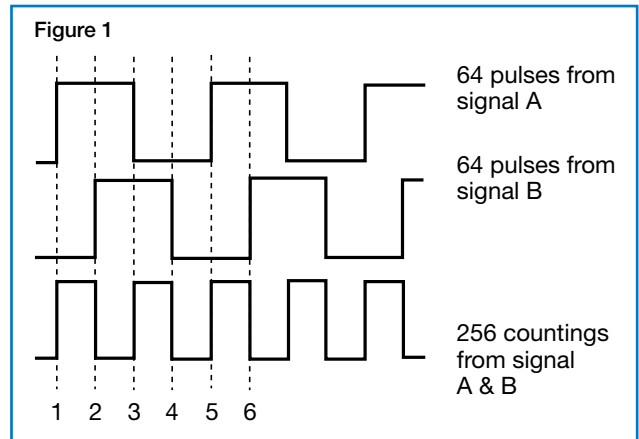 Figure 1
64 pulses from
signal A
64 pulses from
signal B
256 countings
from signal
A & B
1 2 3 4 5 6